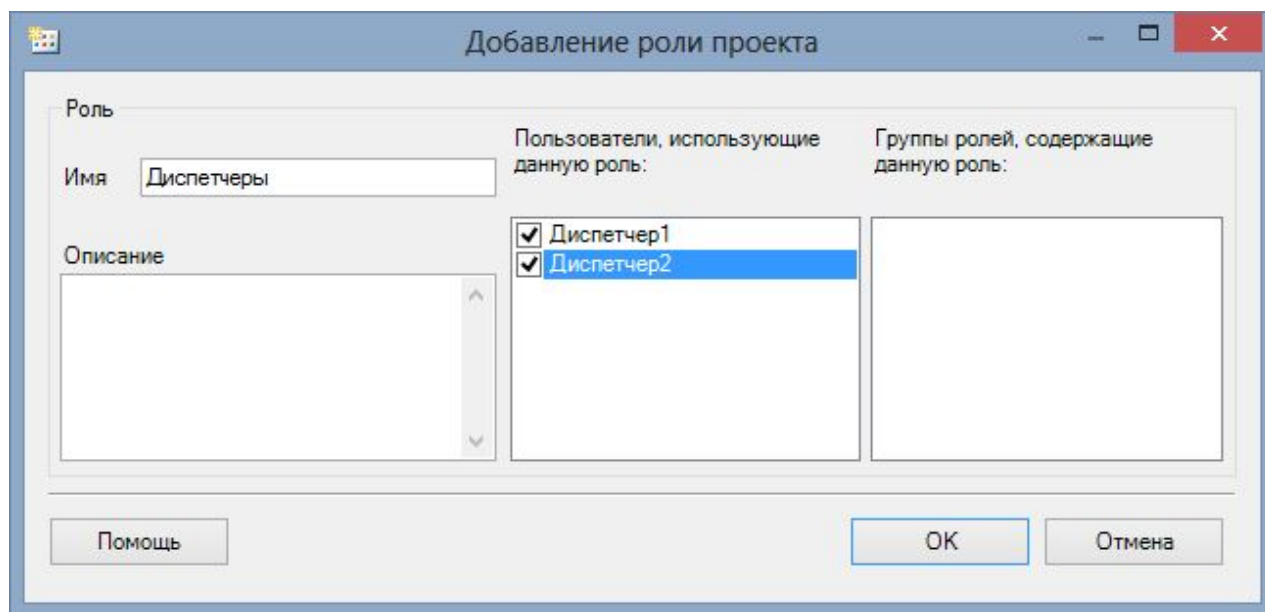 Добавление роли проекта
Роль
Имя
Диспетчеры
Описание
Пользователи, использующие
данную роль:
Диспетчер1
Диспетчер2
Группы ролей, содержащие
данную роль:
Помощь
OK
Отмена